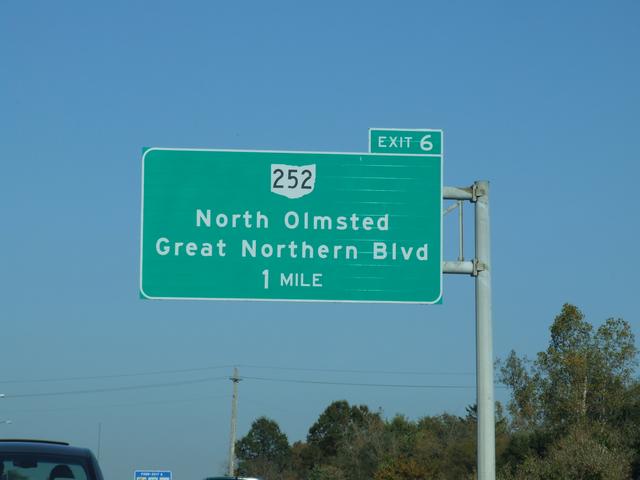 EXIT 6
252
North Olmsted
Great Northern Blvd
1 MILE